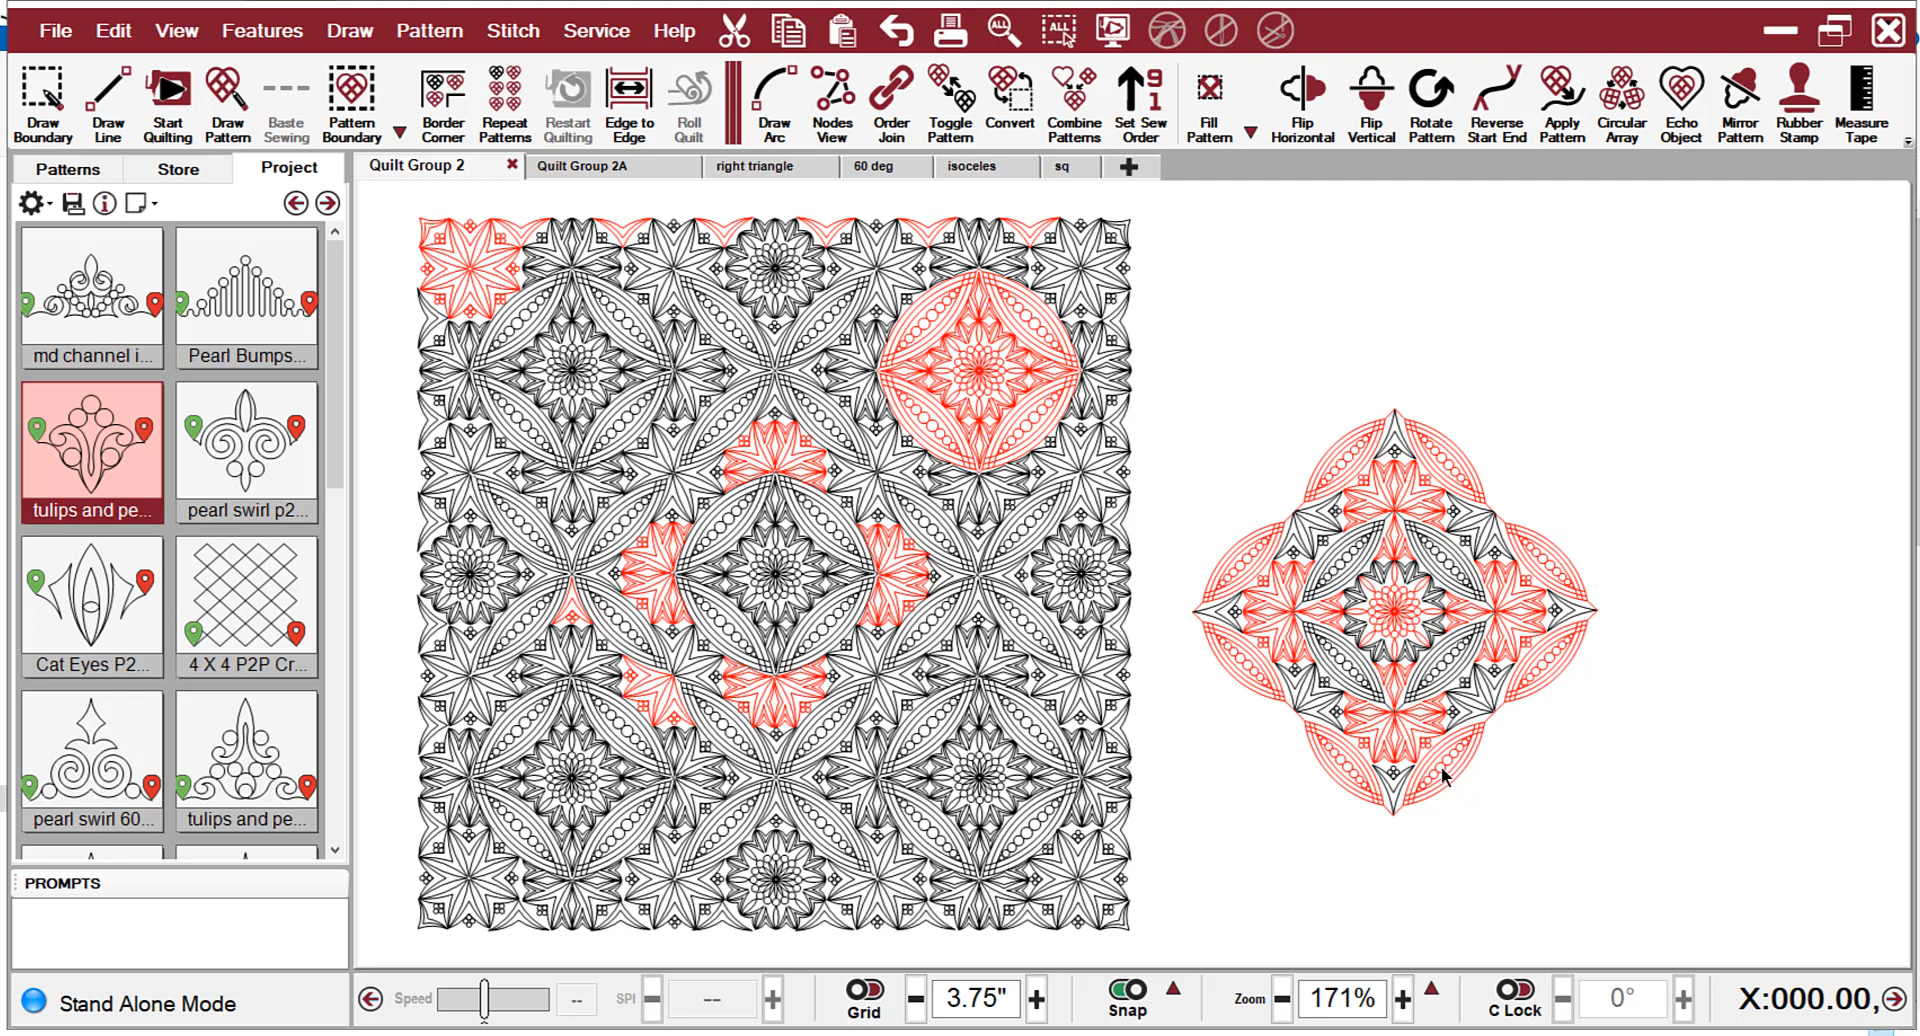 File Edit View Features Draw Pattern Stitch Service Help
ALL
ALL
Draw Boundary
Draw Line
Start Quilting
Draw Pattern
Baste Sewing
Pattern Boundary
Border Corner
Repeat Patterns
Restart Quilting
Edge to Edge
Roll Quilt
Draw Arc
Nodes View
Order Join
Toggle Pattern
Convert
Combine Patterns
9
1
Set Sew Order
Fill Pattern
Flip Horizontal
Flip Vertical
Rotate Pattern
Reverse Start End
Apply Pattern
Circular Array
Echo Object
Mirror Pattern
Rubber Stamp
Measure Tape
Patterns Store Project
Quilt Group 2 Quilt Group 2A right triangle 60 deg isoceles sq
md channel i...
Pearl Bumps...
tulips and pe...
pearl swirl p2...
Cat Eyes P2...
4 X 4 P2P Cr...
pearl swirl 60...
tulips and pe...
PROMPTS
Stand Alone Mode
Speed --
SPI --
Grid 3.75"
Snap
Zoom 171%
C Lock 0°
X:000.00,